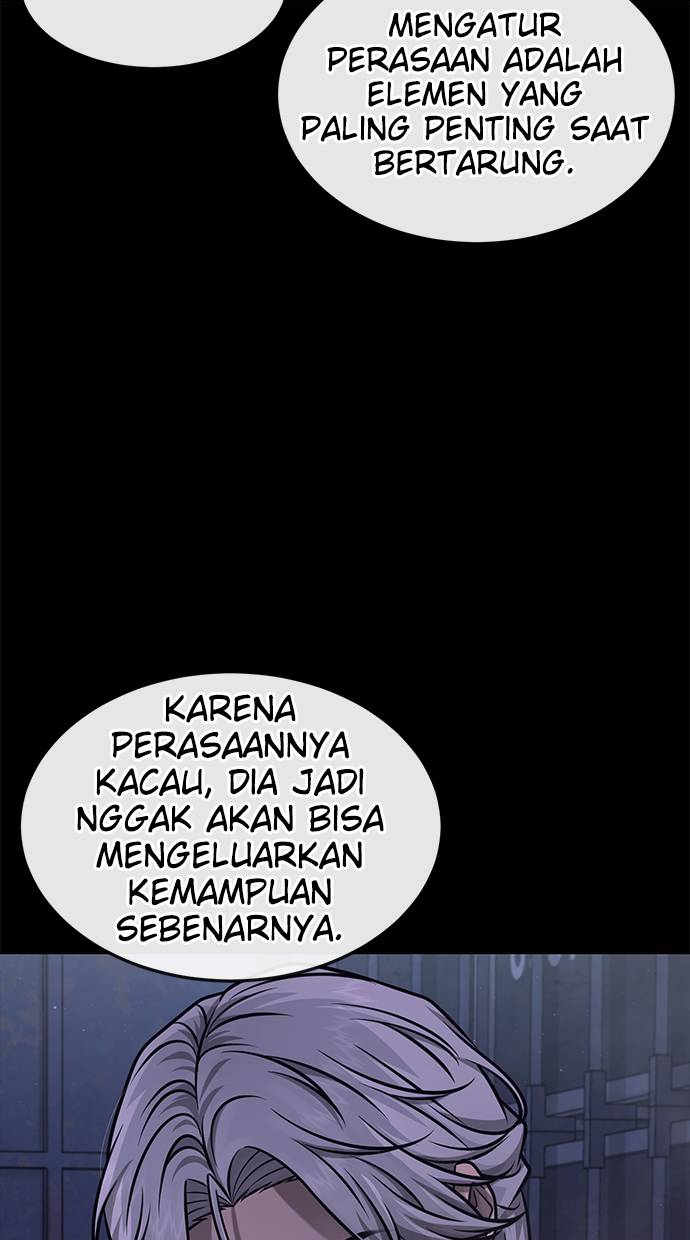 MENGATUR
PERASAAN ADALAH
ELEMEN YANG
PALING PENTING SAAT
BERTARUNG.
KARENA
PERASAANNYA
KACAU, DIA JADI
NGGAK AKAN BISA
MENGELUARKAN
KEMAMPUAN
SEBENARNYA.